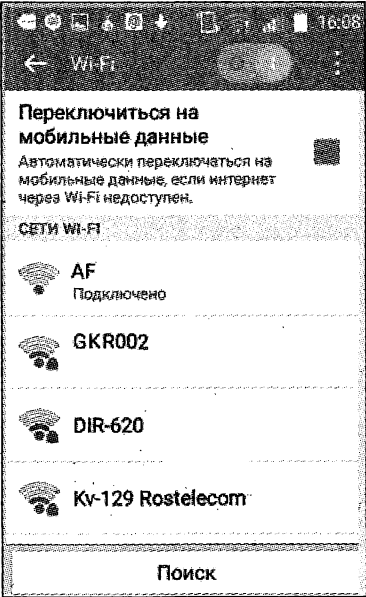 16:08
Wi-Fi
Переключиться на
мобильные данные
Автоматически переключаться на
мобильные данные, если интернет
через Wi-Fi недоступен.
СЕТИ WI-FI
AF
Подключено
GKR002
DIR-620
Kv-129 Rostelecom
Поиск